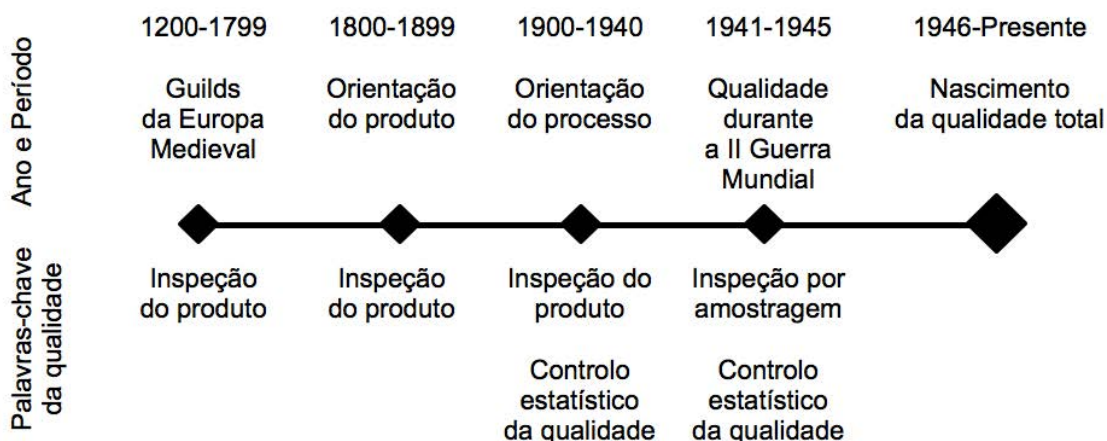 Ano e Período
1200-1799
Guilds
da Europa
Medieval
1800-1899
Orientação
do produto
1900-1940
Orientação
do processo
1941-1945
Qualidade
durante
a II Guerra
Mundial
1946-Presente
Nascimento
da qualidade total
Palavras-chave
da qualidade
Inspeção
do produto
Inspeção
do produto
Inspeção do
produto
Controlo
estatístico
da qualidade
Inspeção por
amostragem
Controlo
estatístico
da qualidade